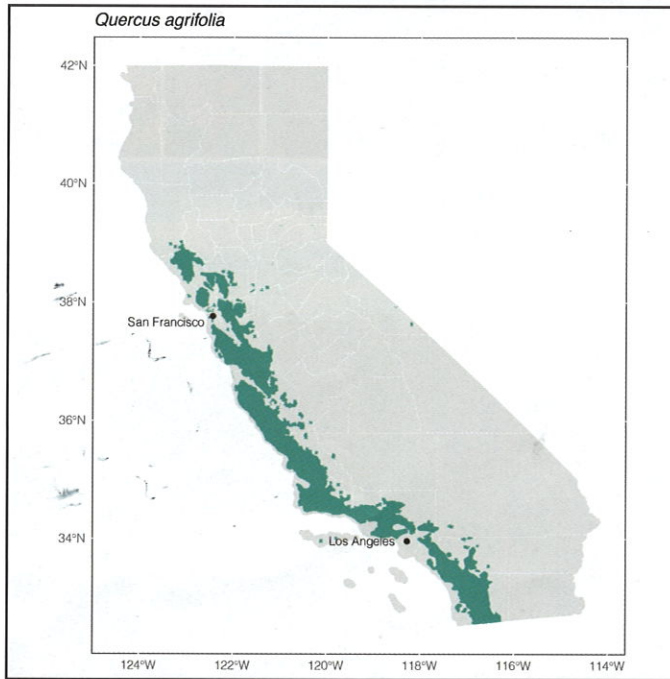 Quercus agrifolia
42°N
40°N
38°N
San Francisco
36°N
34°N
Los Angeles
124°W 122°W 120°W 118°W 116°W 114°W